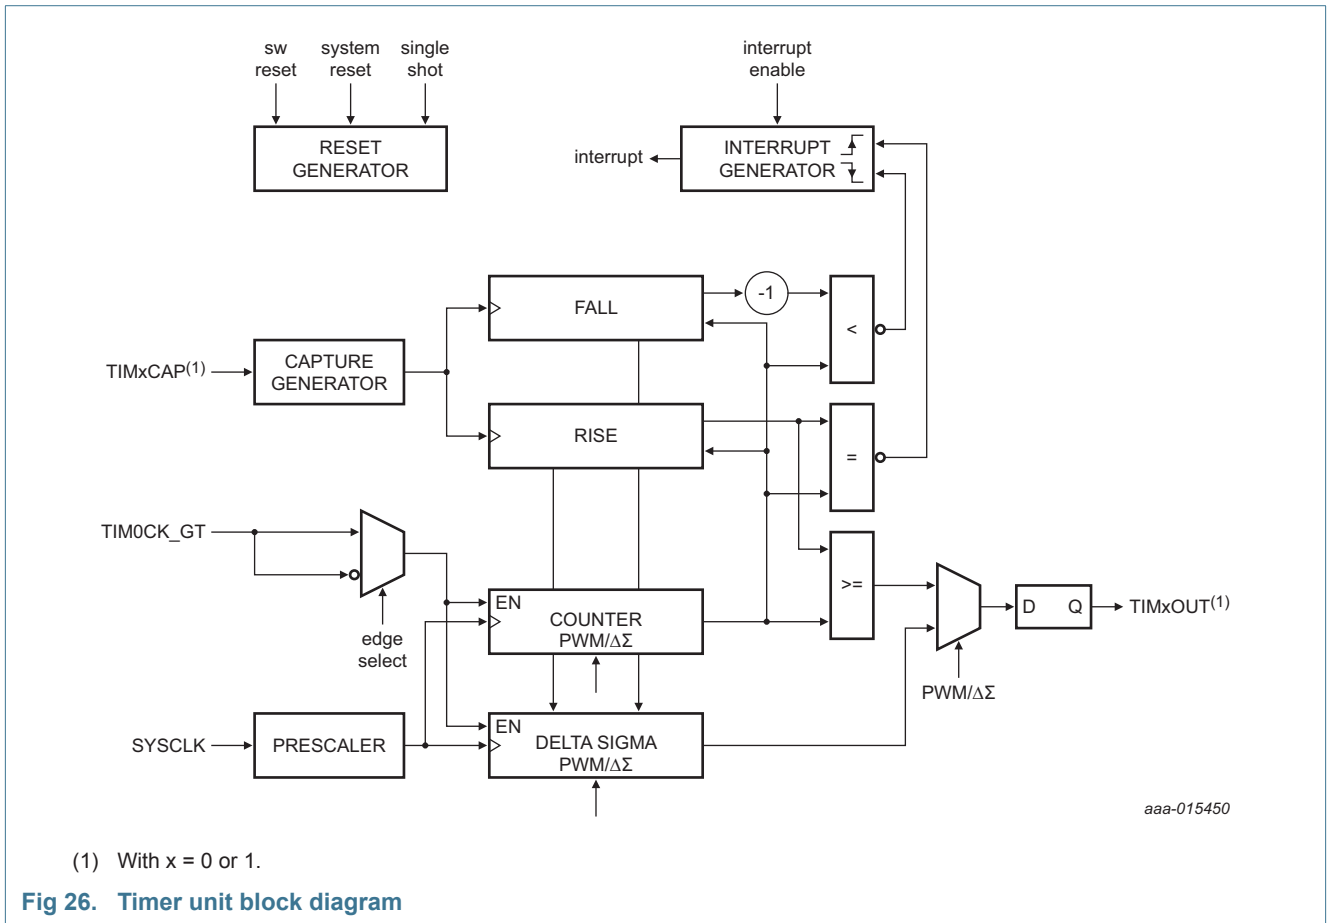 sw reset
system reset
single shot
interrupt enable
RESET
GENERATOR
interrupt
INTERRUPT
GENERATOR
FALL
-1
<
TIMxCAP(1)
CAPTURE
GENERATOR
RISE
=
TIM0CK_GT
edge
select
EN
COUNTER
PWM/ΔΣ
>=
D Q
TIMxOUT(1)
PWM/ΔΣ
SYSCLK
PRESCALER
EN
DELTA SIGMA
PWM/ΔΣ
aaa-015450
(1) With x = 0 or 1.
Fig 26. Timer unit block diagram